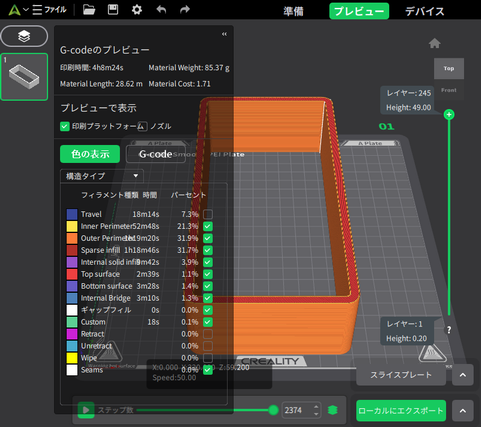 ファイル
準備
プレビュー
デバイス
1
G-codeのプレビュー
印刷時間: 4h8m24s
Material Weight: 85.37 g
Material Length: 28.62 m
Material Cost: 1.71
プレビューで表示
印刷プラットフォーム
ノズル
色の表示
G-code
構造タイプ
フィラメント種類 時間 パーセント
Travel 18m14s 7.3%
Inner Perimeter 52m48s 21.3%
Outer Perimeter 1h19m20s 31.9%
Sparse infill 1h18m46s 31.7%
Internal solid infill 9m42s 3.9%
Top surface 2m39s 1.1%
Bottom surface 3m28s 1.4%
Internal Bridge 3m10s 1.3%
ギャップフィル 0s 0.0%
Custom 18s 0.1%
Retract 0.0%
Unretract 0.0%
Wipe 0.0%
Seams 0.0%
Top
Front
レイヤー: 245
Height: 49.00
01
レイヤー: 1
Height: 0.20
?
CREALITY
Speed:50.00
スライスプレート
ステップ数
2374
ローカルにエクスポート